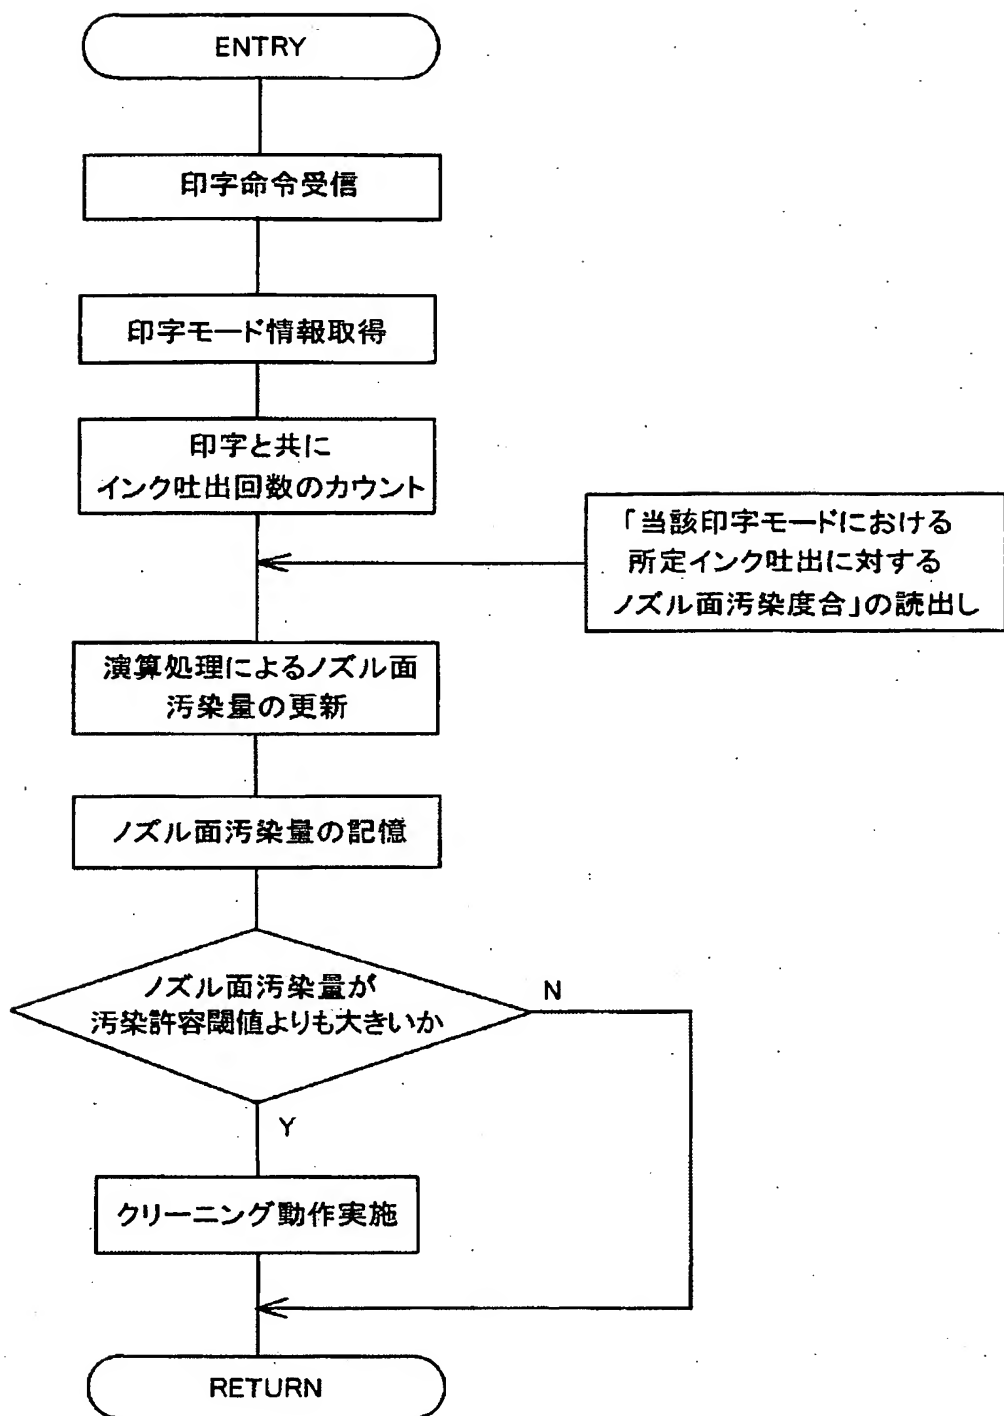 ENTRY
印字命令受信
印字モード情報取得
印字と共に
インク吐出回数のカウント
「当該印字モードにおける
所定インク吐出に対する
ノズル面汚染度合」の読出し
演算処理によるノズル面
汚染量の更新
ノズル面汚染量の記憶
ノズル面汚染量が
汚染許容閾値よりも大きいか
N
Y
クリーニング動作実施
RETURN